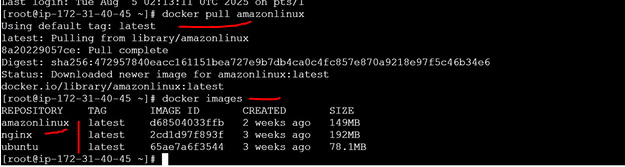 Last login: Tue Aug  5 02:13:11 UTC 2025 on pts/1
[root@ip-172-31-40-45 ~]# docker pull amazonlinux
Using default tag: latest
latest: Pulling from library/amazonlinux
8a20229057ce: Pull complete
Digest: sha256:472957840eacc161151bea727e9b7db4ca0c4fc857e870a9218e97f5c46b34e6
Status: Downloaded newer image for amazonlinux:latest
docker.io/library/amazonlinux:latest
[root@ip-172-31-40-45 ~]# docker images
REPOSITORY TAG IMAGE ID CREATED SIZE
amazonlinux latest d68504033ffb 2 weeks ago 149MB
nginx latest 2cd1d97f893f 3 weeks ago 192MB
ubuntu latest 65ae7a6f3544 3 weeks ago 78.1MB
[root@ip-172-31-40-45 ~]#